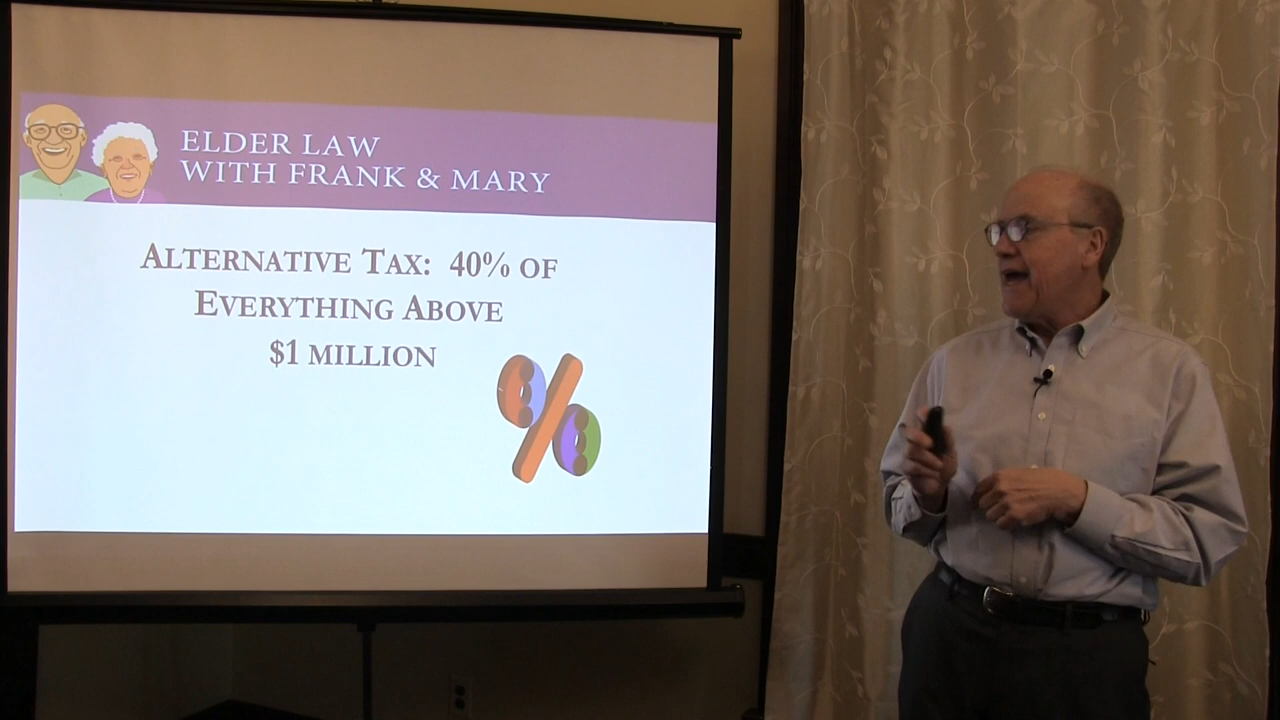 ELDER LAW
WITH FRANK & MARY
ALTERNATIVE TAX: 40% OF
EVERYTHING ABOVE
$1 MILLION
%